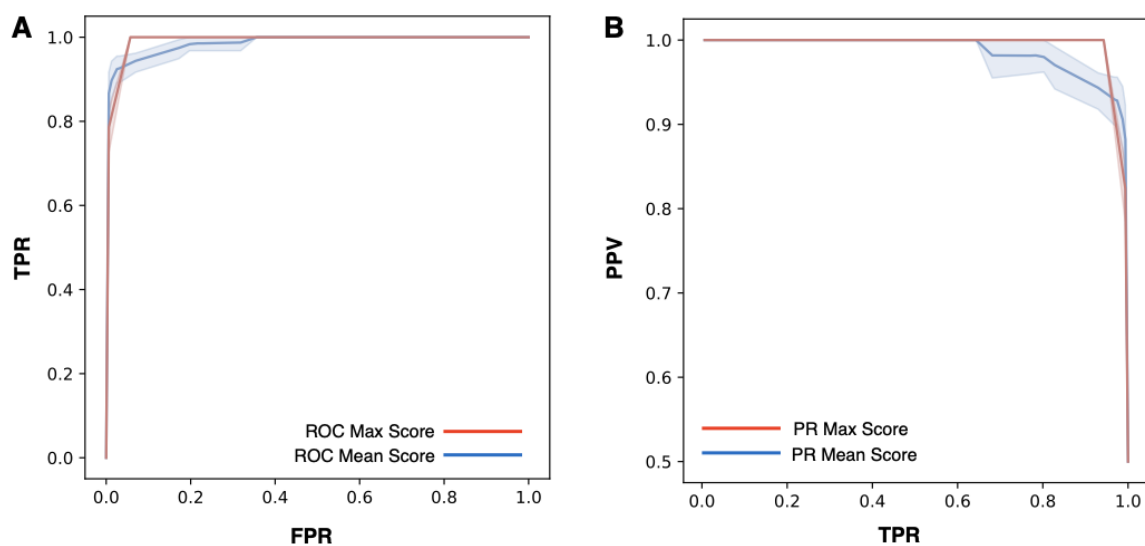 A
TPR
1.0
0.8
0.6
0.4
0.2
0.0
ROC Max Score
ROC Mean Score
0.0 0.2 0.4 0.6 0.8 1.0
FPR
B
PPV
1.0
0.9
0.8
0.7
0.6
0.5
PR Max Score
PR Mean Score
0.0 0.2 0.4 0.6 0.8 1.0
TPR